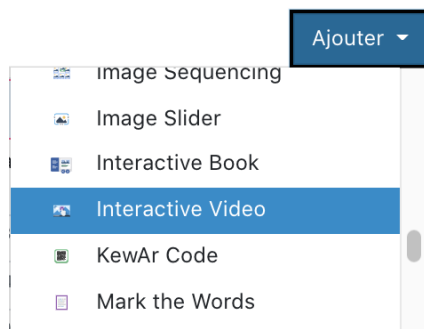 Ajouter
Image Sequencing
Image Slider
Interactive Book
Interactive Video
KewAr Code
Mark the Words